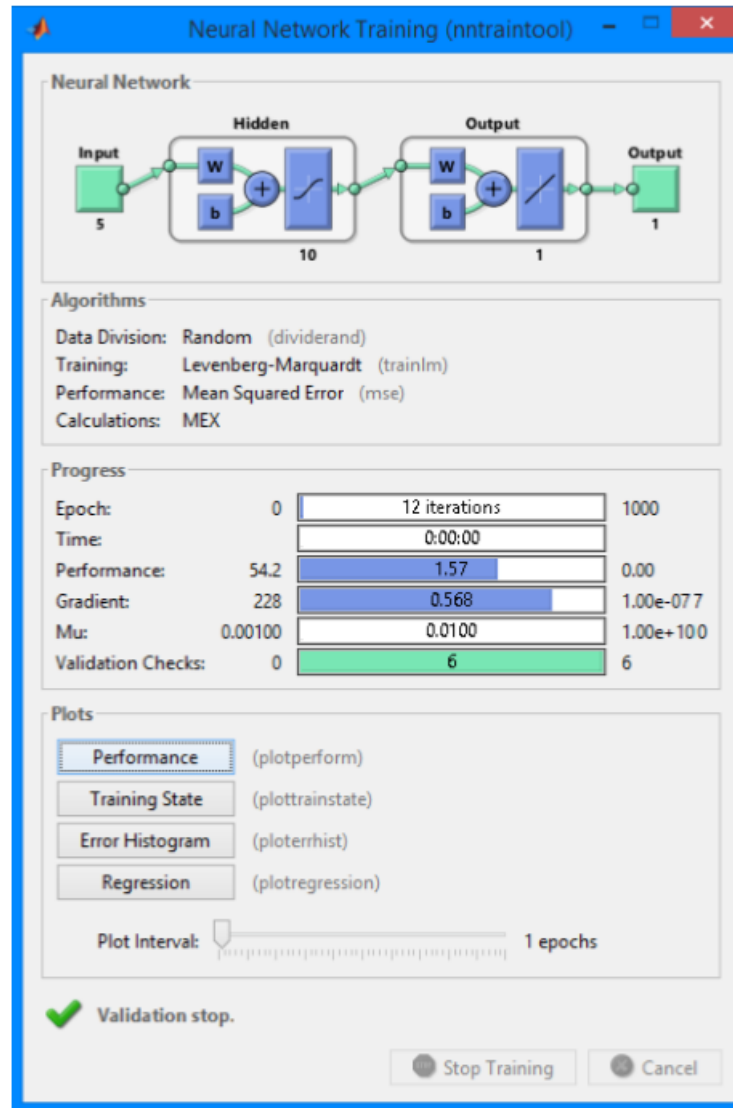 Neural Network Training (nntraintool)
Neural Network
Hidden Output
Input Output
W W
b b
5 1
10 1
Algorithms
Data Division: Random (dividerand)
Training: Levenberg-Marquardt (trainlm)
Performance: Mean Squared Error (mse)
Calculations: MEX
Progress
Epoch: 0 12 iterations 1000
Time: 0:00:00
Performance: 54.2 1.57 0.00
Gradient: 228 0.568 1.00e-077
Mu: 0.00100 0.0100 1.00e+100
Validation Checks: 0 6 6
Plots
Performance (plotperform)
Training State (plottrainstate)
Error Histogram (ploterrhist)
Regression (plotregression)
Plot Interval: 1 epochs
Validation stop.
Stop Training Cancel